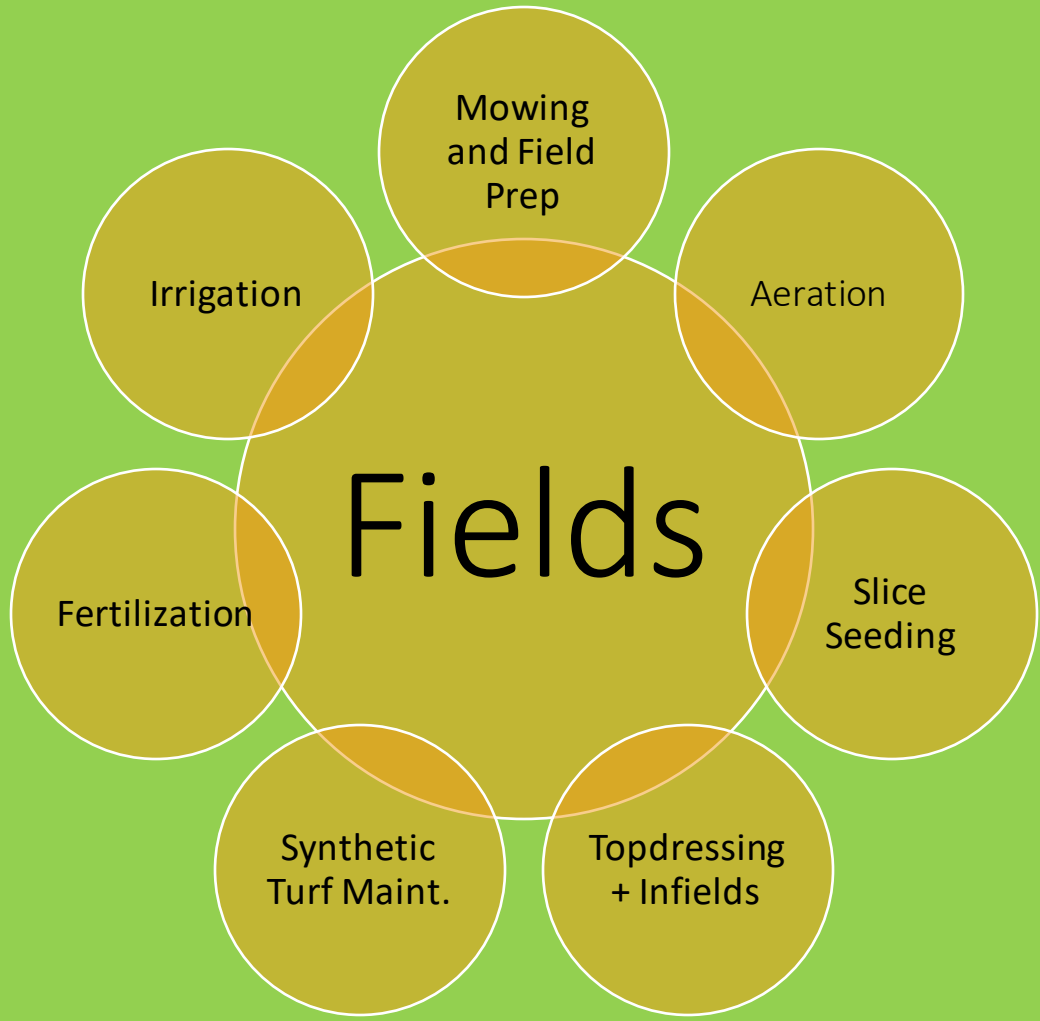 Mowing
and Field
Prep
Aeration
Slice
Seeding
Topdressing
+ Infields
Synthetic
Turf Maint.
Fertilization
Irrigation
Fields